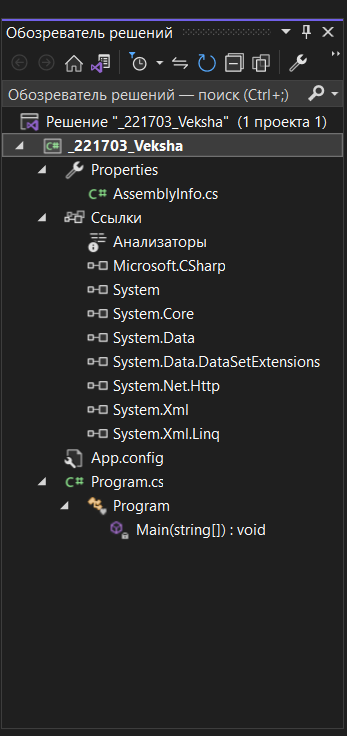 Обозреватель решений
Обозреватель решений — поиск (Ctrl+;)
Решение "_221703_Veksha" (1 проекта 1)
C# _221703_Veksha
Properties
C# AssemblyInfo.cs
Ссылки
Анализаторы
Microsoft.CSharp
System
System.Core
System.Data
System.Data.DataSetExtensions
System.Net.Http
System.Xml
System.Xml.Linq
App.config
C# Program.cs
Program
Main(string[]) : void